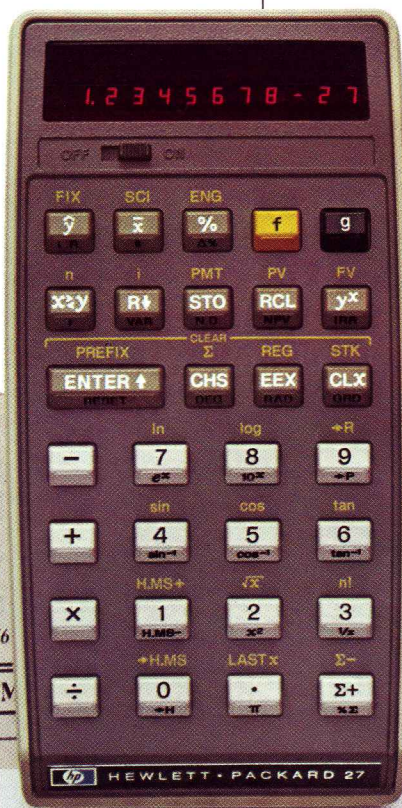 1.2345678-27
OFF ON
FIX SCI ENG
ŷ x̄ % f g
L.R. s Δ%
n i PMT PV FV
x≷y R↓ STO RCL yˣ
r VAR N.D. NPV IRR
CLEAR
PREFIX Σ REG STK
ENTER↑ CHS EEX CLX
RESET DEG RAD GRD
ln log →R
− 7 8 9
eˣ 10ˣ →P
sin cos tan
+ 4 5 6
sin⁻¹ cos⁻¹ tan⁻¹
H.MS+ √x n!
× 1 2 3
H.MS− x² 1/x
→H.MS LAST x Σ−
÷ 0 • Σ+
→H π %Σ
hp HEWLETT·PACKARD 27
6
M